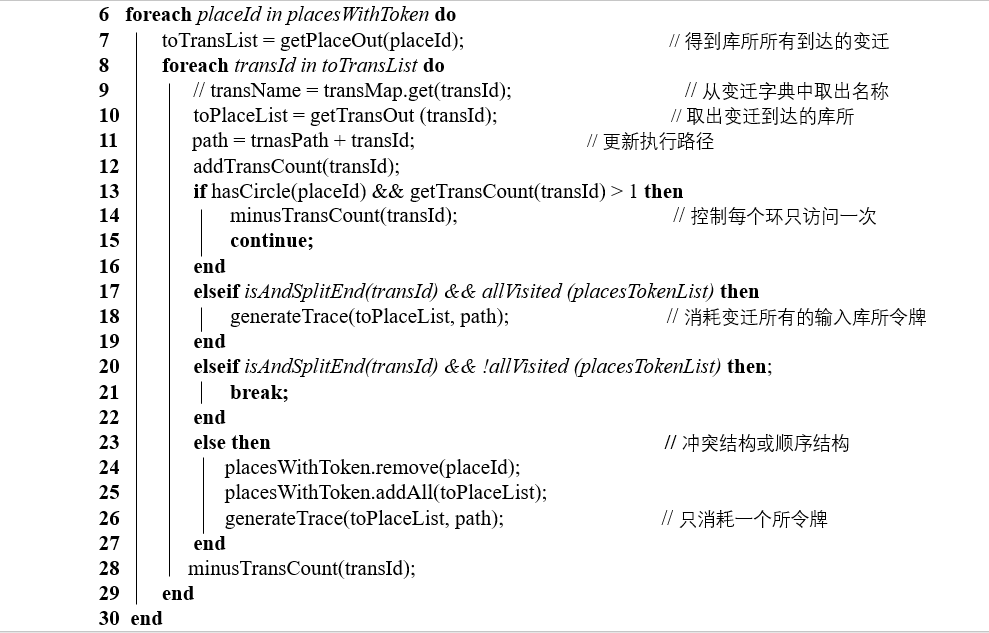 6 foreach placeId in placesWithToken do
7 toTransList = getPlaceOut(placeId); // 得到库所所有到达的变迁
8 foreach transId in toTransList do
9 // transName = transMap.get(transId); // 从变迁字典中取出名称
10 toPlaceList = getTransOut (transId); // 取出变迁到达的库所
11 path = trnasPath + transId; // 更新执行路径
12 addTransCount(transId);
13 if hasCircle(placeId) && getTransCount(transId) > 1 then
14 minusTransCount(transId); // 控制每个环只访问一次
15 continue;
16 end
17 elseif isAndSplitEnd(transId) && allVisited (placesTokenList) then
18 generateTrace(toPlaceList, path); // 消耗变迁所有的输入库所令牌
19 end
20 elseif isAndSplitEnd(transId) && !allVisited (placesTokenList) then;
21 break;
22 end
23 else then // 冲突结构或顺序结构
24 placesWithToken.remove(placeId);
25 placesWithToken.addAll(toPlaceList);
26 generateTrace(toPlaceList, path); // 只消耗一个所令牌
27 end
28 minusTransCount(transId);
29 end
30 end